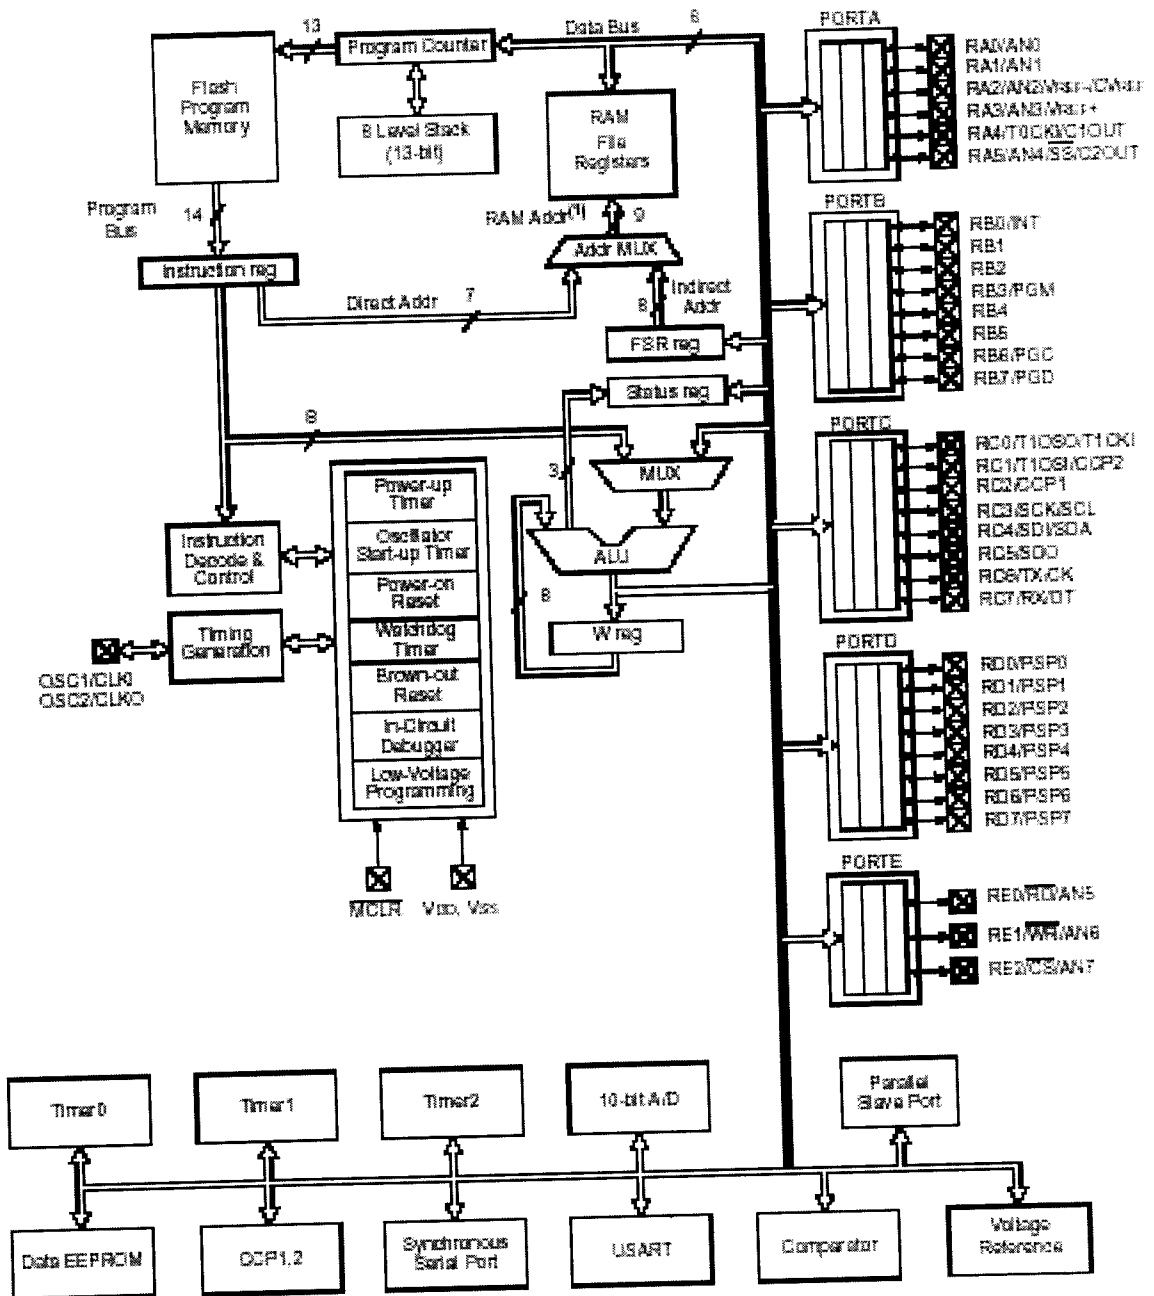 13
Data Bus
8
PORTA
Program Counter
Flash
Program
Memory
8 Level Stack
(13-bit)
RAM
File
Registers
RA0/AN0
RA1/AN1
RA2/AN2/VREF-/CVREF
RA3/AN3/VREF+
RA4/T0CKI/C1OUT
RA5/AN4/SS/C2OUT
Program
Bus
14
RAM Addr(1)
9
PORTB
Addr MUX
Instruction reg
Direct Addr
7
8
Indirect
Addr
FSR reg
RB0/INT
RB1
RB2
RB3/PGM
RB4
RB5
RB6/PGC
RB7/PGD
Status reg
8
PORTC
3
MUX
Power-up
Timer
Oscillator
Start-up Timer
Power-on
Reset
Watchdog
Timer
Brown-out
Reset
In-Circuit
Debugger
Low-Voltage
Programming
Instruction
Decode &
Control
ALU
8
W reg
RC0/T1OSO/T1CKI
RC1/T1OSI/CCP2
RC2/CCP1
RC3/SCK/SCL
RC4/SDI/SDA
RC5/SDO
RC6/TX/CK
RC7/RX/DT
Timing
Generation
OSC1/CLKI
OSC2/CLKO
PORTD
RD0/PSP0
RD1/PSP1
RD2/PSP2
RD3/PSP3
RD4/PSP4
RD5/PSP5
RD6/PSP6
RD7/PSP7
MCLR
VDD, VSS
PORTE
RE0/RD/AN5
RE1/WR/AN6
RE2/CS/AN7
Timer0
Timer1
Timer2
10-bit A/D
Parallel
Slave Port
Data EEPROM
CCP1,2
Synchronous
Serial Port
USART
Comparator
Voltage
Reference